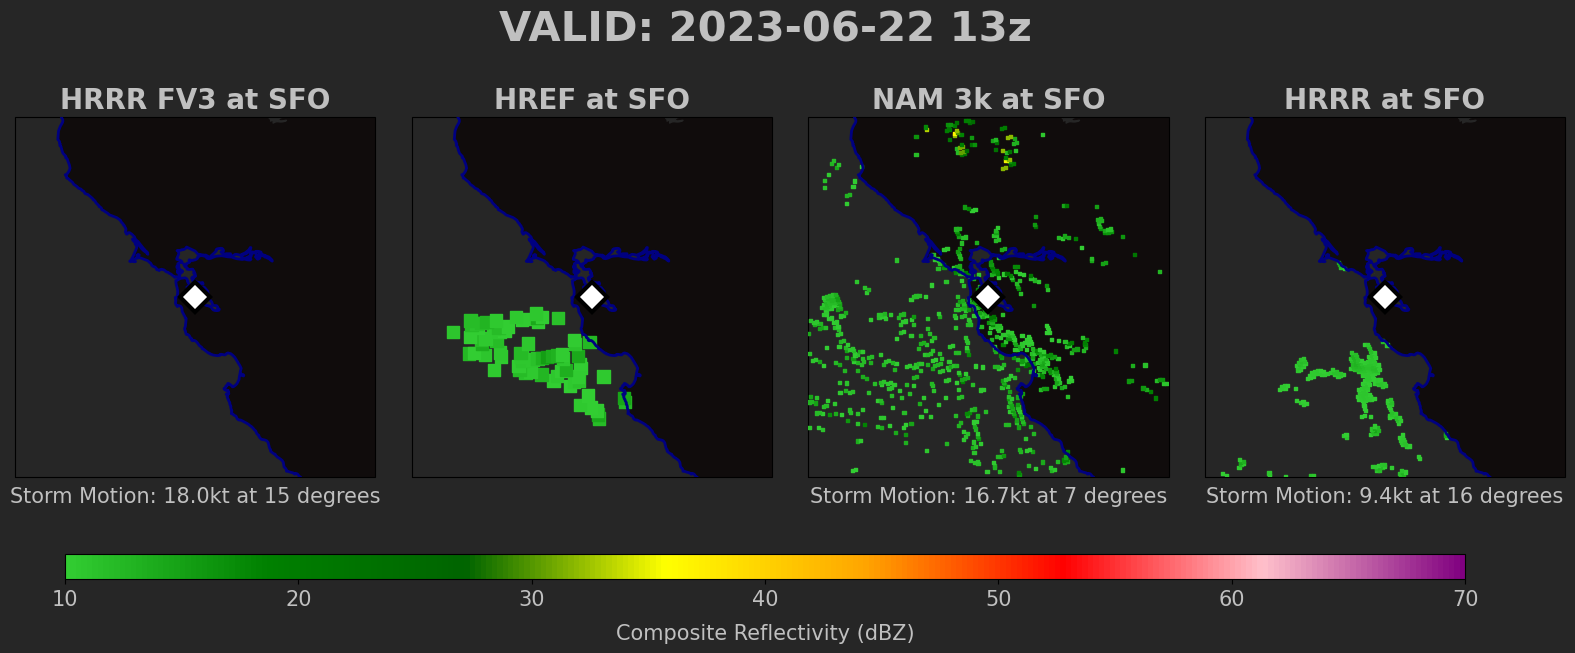 VALID: 2023-06-22 13z
HRRR FV3 at SFO
HREF at SFO
NAM 3k at SFO
HRRR at SFO
Storm Motion: 18.0kt at 15 degrees
Storm Motion: 16.7kt at 7 degrees
Storm Motion: 9.4kt at 16 degrees
10 20 30 40 50 60 70
Composite Reflectivity (dBZ)